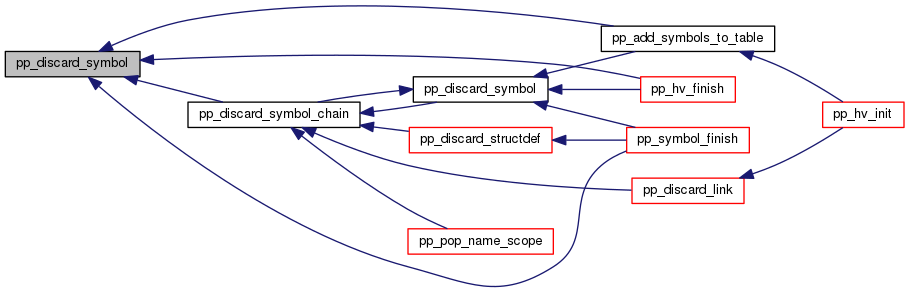 pp_discard_symbol
pp_add_symbols_to_table
pp_discard_symbol
pp_hv_finish
pp_discard_symbol_chain
pp_hv_init
pp_discard_structdef
pp_symbol_finish
pp_discard_link
pp_pop_name_scope